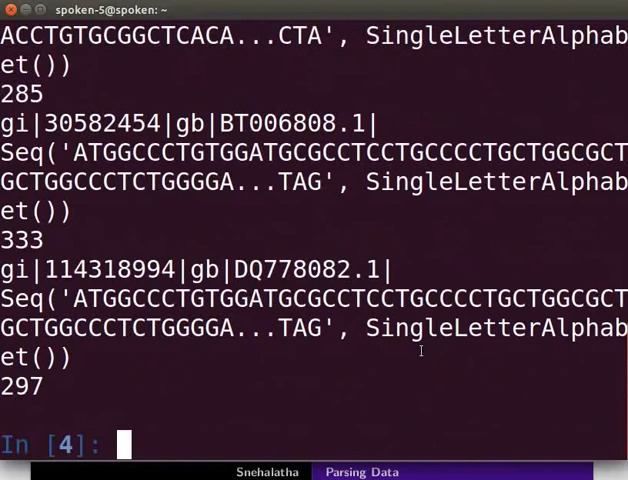 spoken-5@spoken: ~
ACCTGTGCGGCTCACA...CTA', SingleLetterAlphab
et())
285
gi|30582454|gb|BT006808.1|
Seq('ATGGCCCTGTGGATGCGCCTCCTGCCCCTGCTGGCGCT
GCTGGCCCTCTGGGGA...TAG', SingleLetterAlphab
et())
333
gi|114318994|gb|DQ778082.1|
Seq('ATGGCCCTGTGGATGCGCCTCCTGCCCCTGCTGGCGCT
GCTGGCCCTCTGGGGA...TAG', SingleLetterAlphab
et())
297
In [4]:
Snehalatha Parsing Data